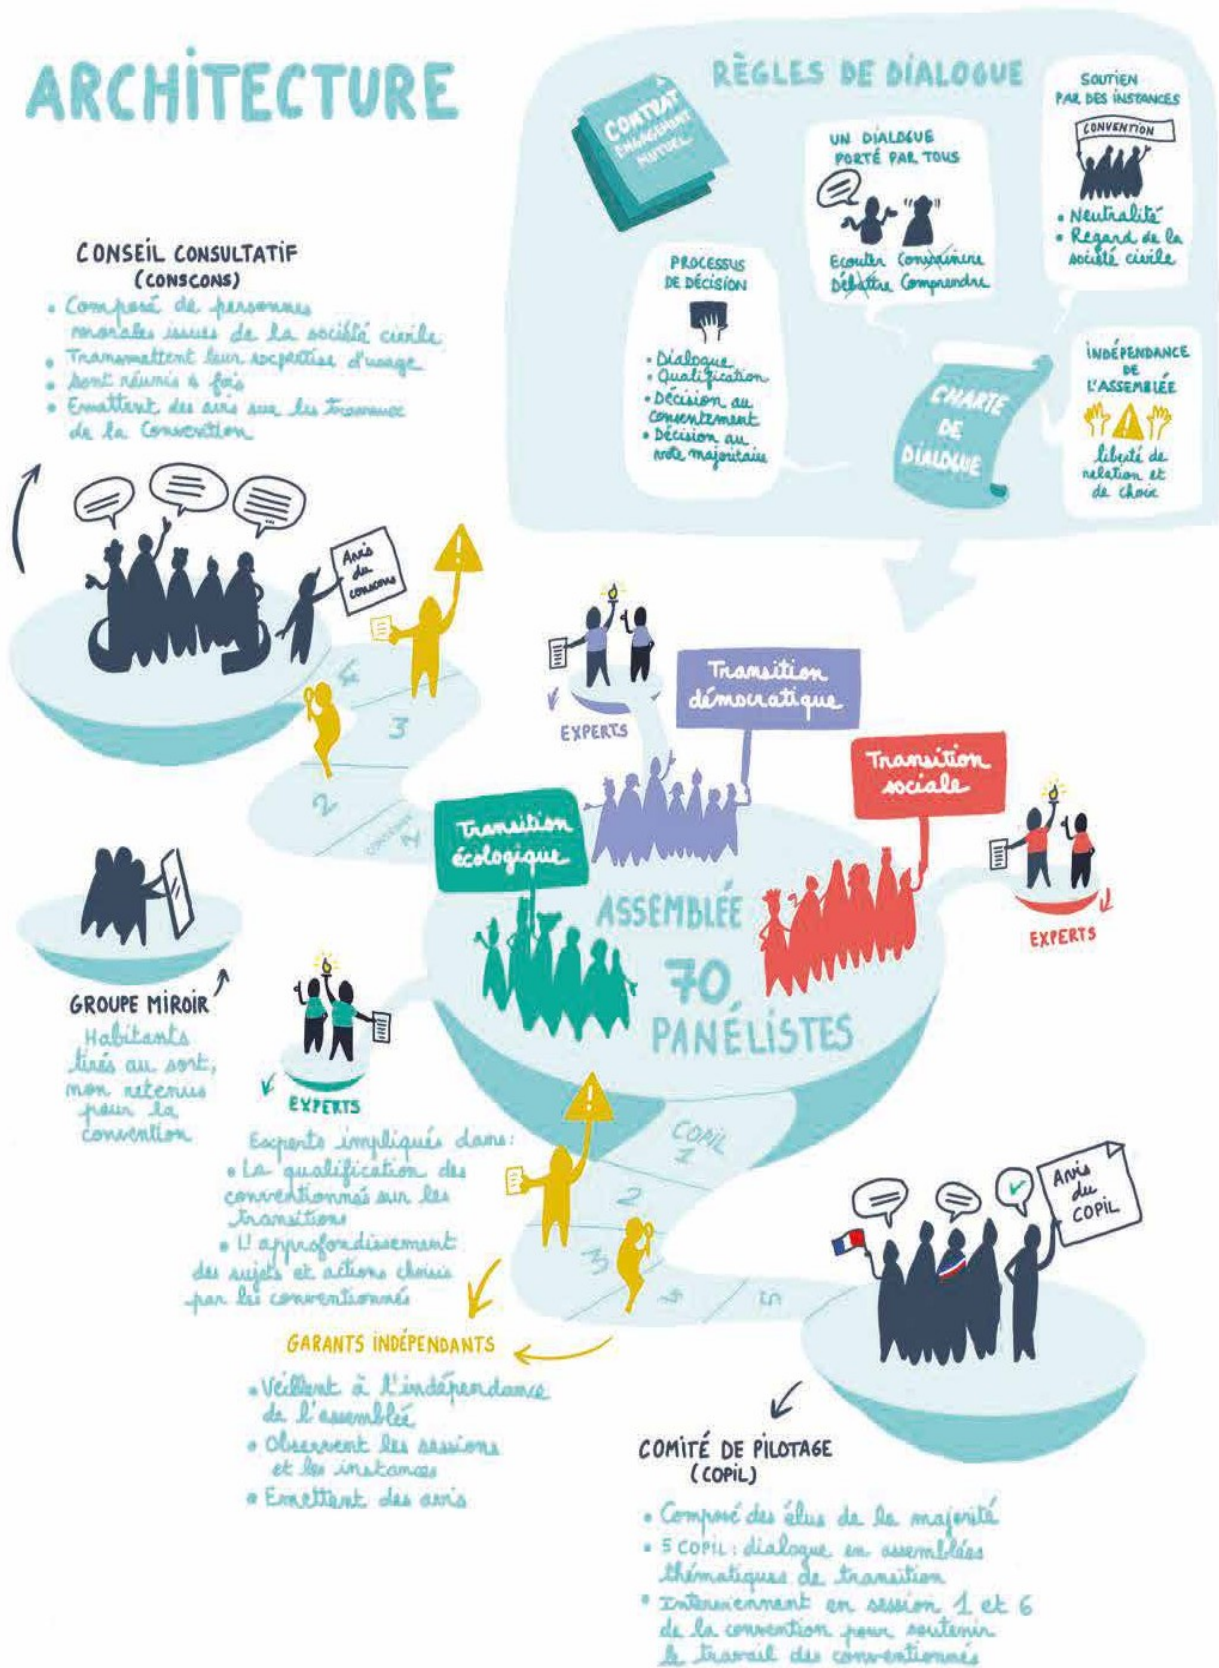 ARCHITECTURE
RÈGLES DE DIALOGUE
CONTRAT
ENGAGEMENT
MUTUEL
UN DIALOGUE
PORTÉ PAR TOUS
Ecouter Convaincre
Débattre Comprendre
SOUTIEN
PAR DES INSTANCES
CONVENTION
• Neutralité
• Regard de la
société civile
PROCESSUS
DE DÉCISION
• Dialogue
• Qualification
• Décision au
consentement
• Décision au
vote majoritaire
CHARTE
DE
DIALOGUE
INDÉPENDANCE
DE
L'ASSEMBLÉE
liberté de
relation et
de choix
CONSEIL CONSULTATIF
(CONSCONS)
• Composé de personnes
morales issues de la société civile
• Transmettent leur expertise d'usage
• Sont réunis 4 fois
• Emettent des avis sur les travaux
de la Convention
Avis
du
conscons
4
3
2
1
EXPERTS
Transition
démocratique
Transition
sociale
Transition
écologique
EXPERTS
ASSEMBLÉE
70
PANÉLISTES
GROUPE MIROIR
Habitants
tirés au sort,
non retenus
pour la
convention
EXPERTS
Experts impliqués dans :
• La qualification des
conventionnés sur les
transitions
• L'approfondissement
des sujets et actions choisis
par les conventionnés
COPIL
1
2
3
4
5
Avis
du
COPIL
GARANTS INDÉPENDANTS
• Veillent à l'indépendance
de l'assemblée
• Observent les sessions
et les instances
• Emettent des avis
COMITÉ DE PILOTAGE
(COPIL)
• Composé des élus de la majorité
• 5 COPIL : dialogue en assemblées
thématiques de transition
• Interviennent en session 1 et 6
de la convention pour soutenir
le travail des conventionnés